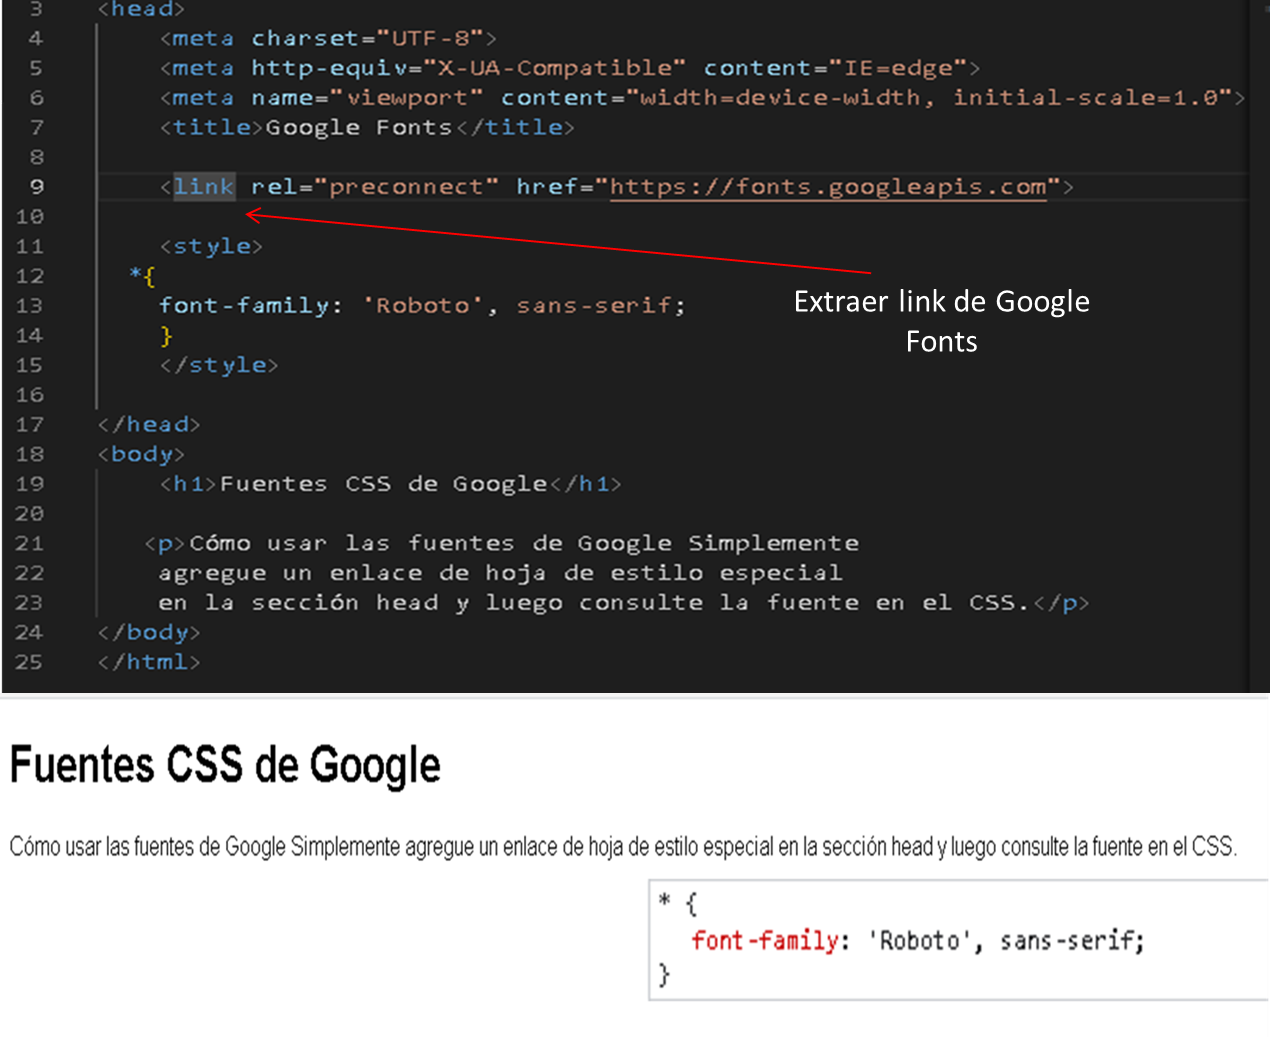 3 <head>
4 <meta charset="UTF-8">
5 <meta http-equiv="X-UA-Compatible" content="IE=edge">
6 <meta name="viewport" content="width=device-width, initial-scale=1.0">
7 <title>Google Fonts</title>
8
9 <link rel="preconnect" href="https://fonts.googleapis.com">
10
11 <style>
12 *{
13 font-family: 'Roboto', sans-serif;
14 }
15 </style>
16
17 </head>
18 <body>
19 <h1>Fuentes CSS de Google</h1>
20
21 <p>Cómo usar las fuentes de Google Simplemente
22 agregue un enlace de hoja de estilo especial
23 en la sección head y luego consulte la fuente en el CSS.</p>
24 </body>
25 </html>
Extraer link de Google
Fonts
Fuentes CSS de Google
Cómo usar las fuentes de Google Simplemente agregue un enlace de hoja de estilo especial en la sección head y luego consulte la fuente en el CSS.
* {
font-family: 'Roboto', sans-serif;
}